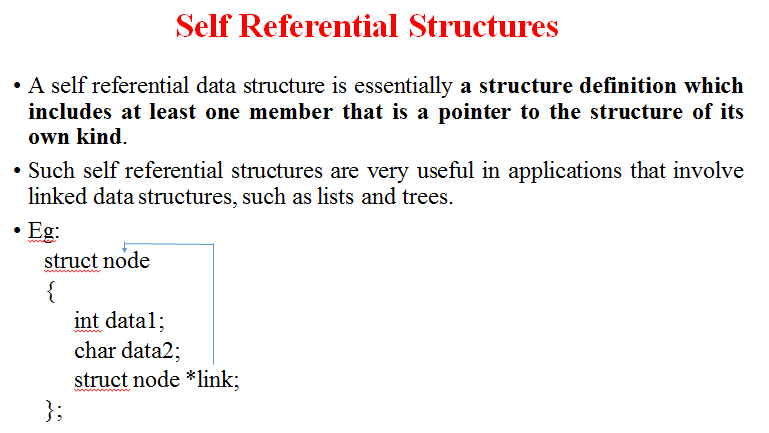 Self Referential Structures
• A self referential data structure is essentially a structure definition which
includes at least one member that is a pointer to the structure of its
own kind.
• Such self referential structures are very useful in applications that involve
linked data structures, such as lists and trees.
• Eg:
struct node
{
int data1;
char data2;
struct node *link;
};